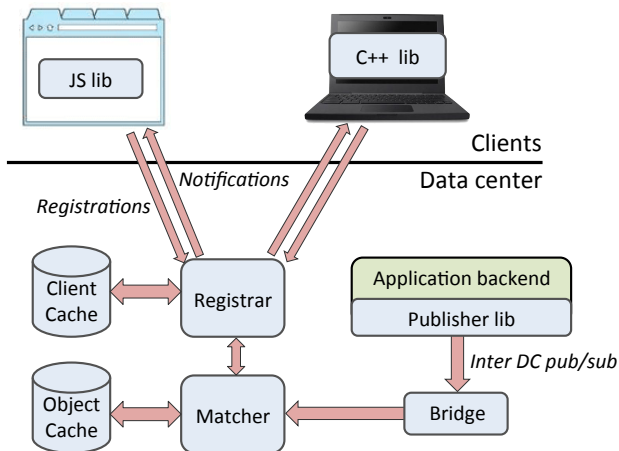 JS lib
C++ lib
Clients
Data center
Notifications
Registrations
Client
Cache
Registrar
Application backend
Publisher lib
Inter DC pub/sub
Object
Cache
Matcher
Bridge